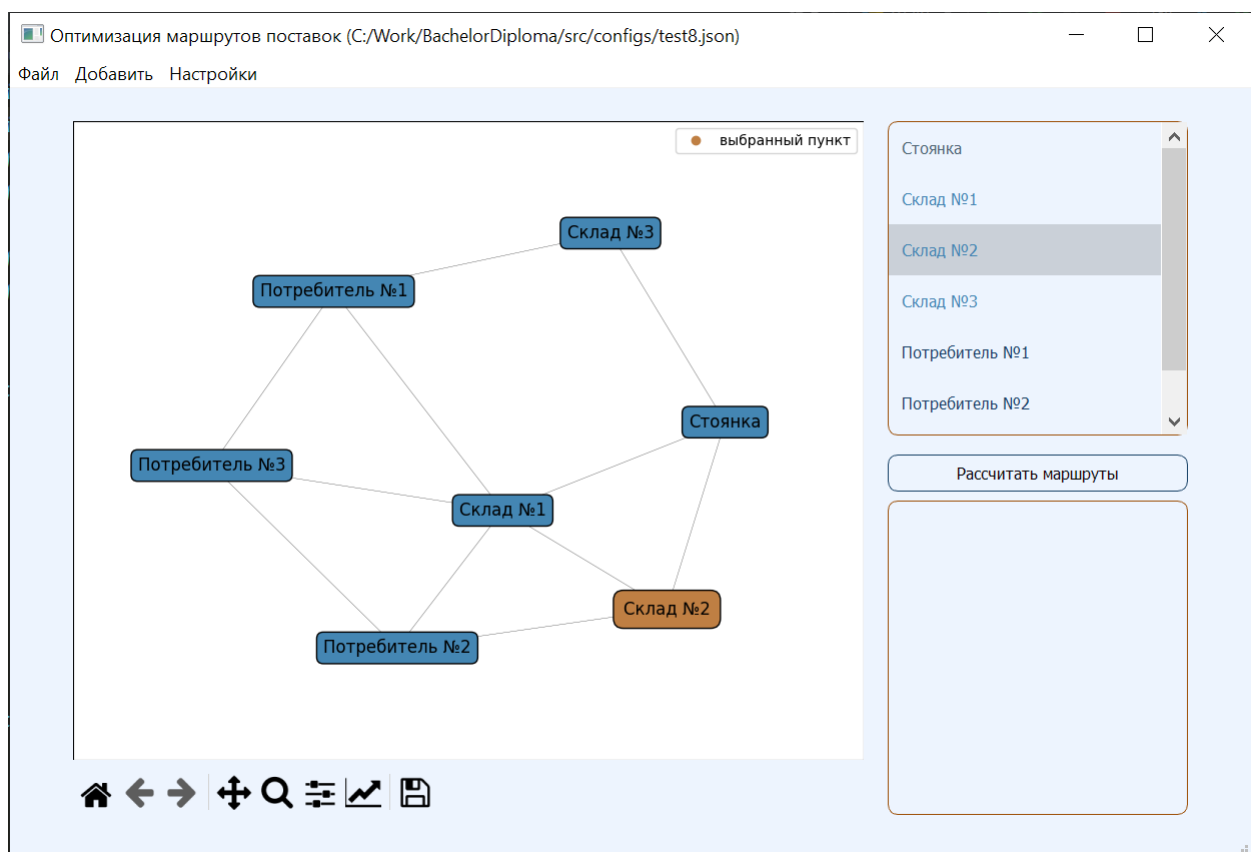 Оптимизация маршрутов поставок (C:/Work/BachelorDiploma/src/configs/test8.json)
Файл Добавить Настройки
выбранный пункт
Склад №3
Потребитель №1
Стоянка
Потребитель №3
Склад №1
Склад №2
Потребитель №2
Стоянка
Склад №1
Склад №2
Склад №3
Потребитель №1
Потребитель №2
Рассчитать маршруты